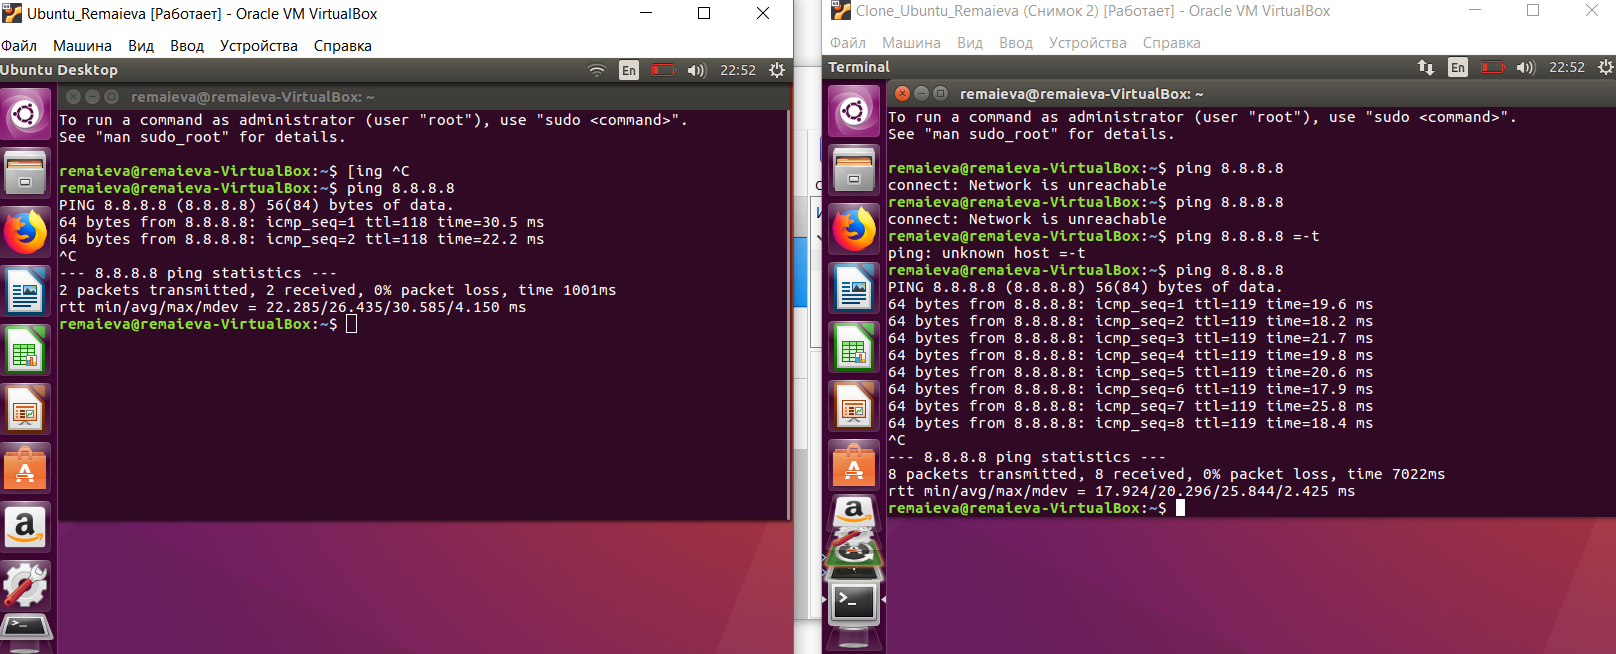 Ubuntu_Remaieva [Работает] - Oracle VM VirtualBox
Файл Машина Вид Ввод Устройства Справка
Ubuntu Desktop En 22:52
remaieva@remaieva-VirtualBox: ~
To run a command as administrator (user "root"), use "sudo <command>".
See "man sudo_root" for details.
remaieva@remaieva-VirtualBox:~$ [ing ^C
remaieva@remaieva-VirtualBox:~$ ping 8.8.8.8
PING 8.8.8.8 (8.8.8.8) 56(84) bytes of data.
64 bytes from 8.8.8.8: icmp_seq=1 ttl=118 time=30.5 ms
64 bytes from 8.8.8.8: icmp_seq=2 ttl=118 time=22.2 ms
^C
--- 8.8.8.8 ping statistics ---
2 packets transmitted, 2 received, 0% packet loss, time 1001ms
rtt min/avg/max/mdev = 22.285/26.435/30.585/4.150 ms
remaieva@remaieva-VirtualBox:~$
Clone_Ubuntu_Remaieva (Снимок 2) [Работает] - Oracle VM VirtualBox
Файл Машина Вид Ввод Устройства Справка
Terminal En 22:52
remaieva@remaieva-VirtualBox: ~
To run a command as administrator (user "root"), use "sudo <command>".
See "man sudo_root" for details.
remaieva@remaieva-VirtualBox:~$ ping 8.8.8.8
connect: Network is unreachable
remaieva@remaieva-VirtualBox:~$ ping 8.8.8.8
connect: Network is unreachable
remaieva@remaieva-VirtualBox:~$ ping 8.8.8.8 =-t
ping: unknown host =-t
remaieva@remaieva-VirtualBox:~$ ping 8.8.8.8
PING 8.8.8.8 (8.8.8.8) 56(84) bytes of data.
64 bytes from 8.8.8.8: icmp_seq=1 ttl=119 time=19.6 ms
64 bytes from 8.8.8.8: icmp_seq=2 ttl=119 time=18.2 ms
64 bytes from 8.8.8.8: icmp_seq=3 ttl=119 time=21.7 ms
64 bytes from 8.8.8.8: icmp_seq=4 ttl=119 time=19.8 ms
64 bytes from 8.8.8.8: icmp_seq=5 ttl=119 time=20.6 ms
64 bytes from 8.8.8.8: icmp_seq=6 ttl=119 time=17.9 ms
64 bytes from 8.8.8.8: icmp_seq=7 ttl=119 time=25.8 ms
64 bytes from 8.8.8.8: icmp_seq=8 ttl=119 time=18.4 ms
^C
--- 8.8.8.8 ping statistics ---
8 packets transmitted, 8 received, 0% packet loss, time 7022ms
rtt min/avg/max/mdev = 17.924/20.296/25.844/2.425 ms
remaieva@remaieva-VirtualBox:~$